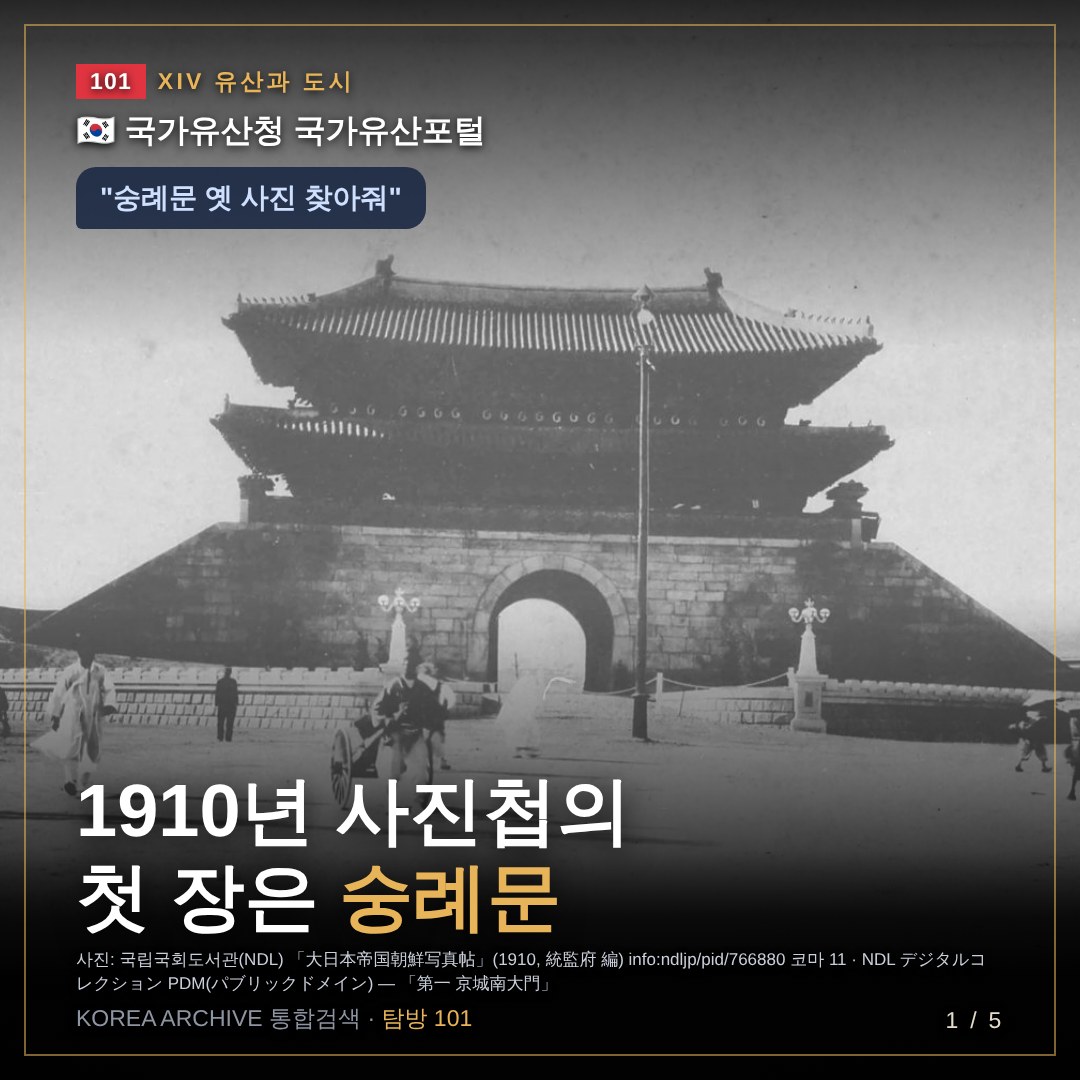 101 XIV 유산과 도시
🇰🇷 국가유산청 국가유산포털
"숭례문 옛 사진 찾아줘"
1910년 사진첩의
첫 장은 숭례문
사진: 국립국회도서관(NDL) 「大日本帝国朝鮮写真帖」(1910, 統監府 編) info:ndljp/pid/766880 코마 11 · NDL デジタルコ
レクション PDM(パブリックドメイン) — 「第一 京城南大門」
KOREA ARCHIVE 통합검색 · 탐방 101
1 / 5